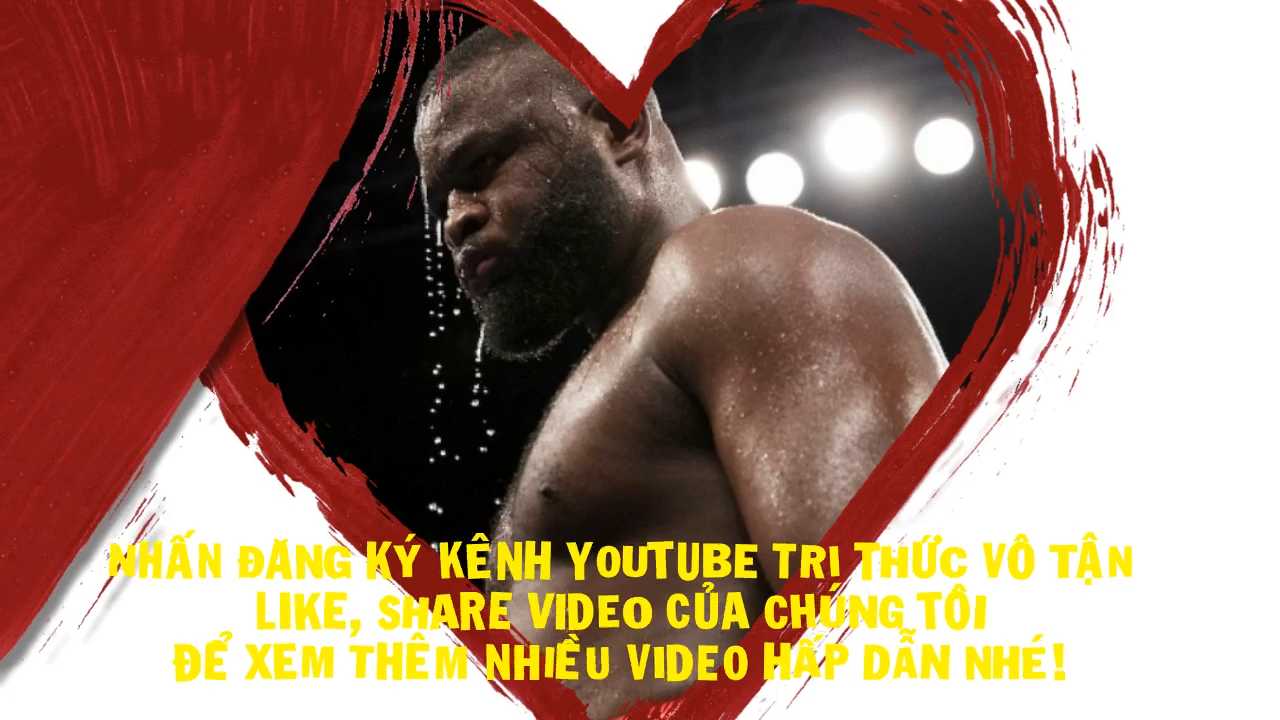 NHẤN ĐĂNG KÝ KÊNH YOUTUBE TRI THỨC VÔ TẬN
LIKE, SHARE VIDEO CỦA CHÚNG TÔI
ĐỂ XEM THÊM NHIỀU VIDEO HẤP DẪN NHÉ!